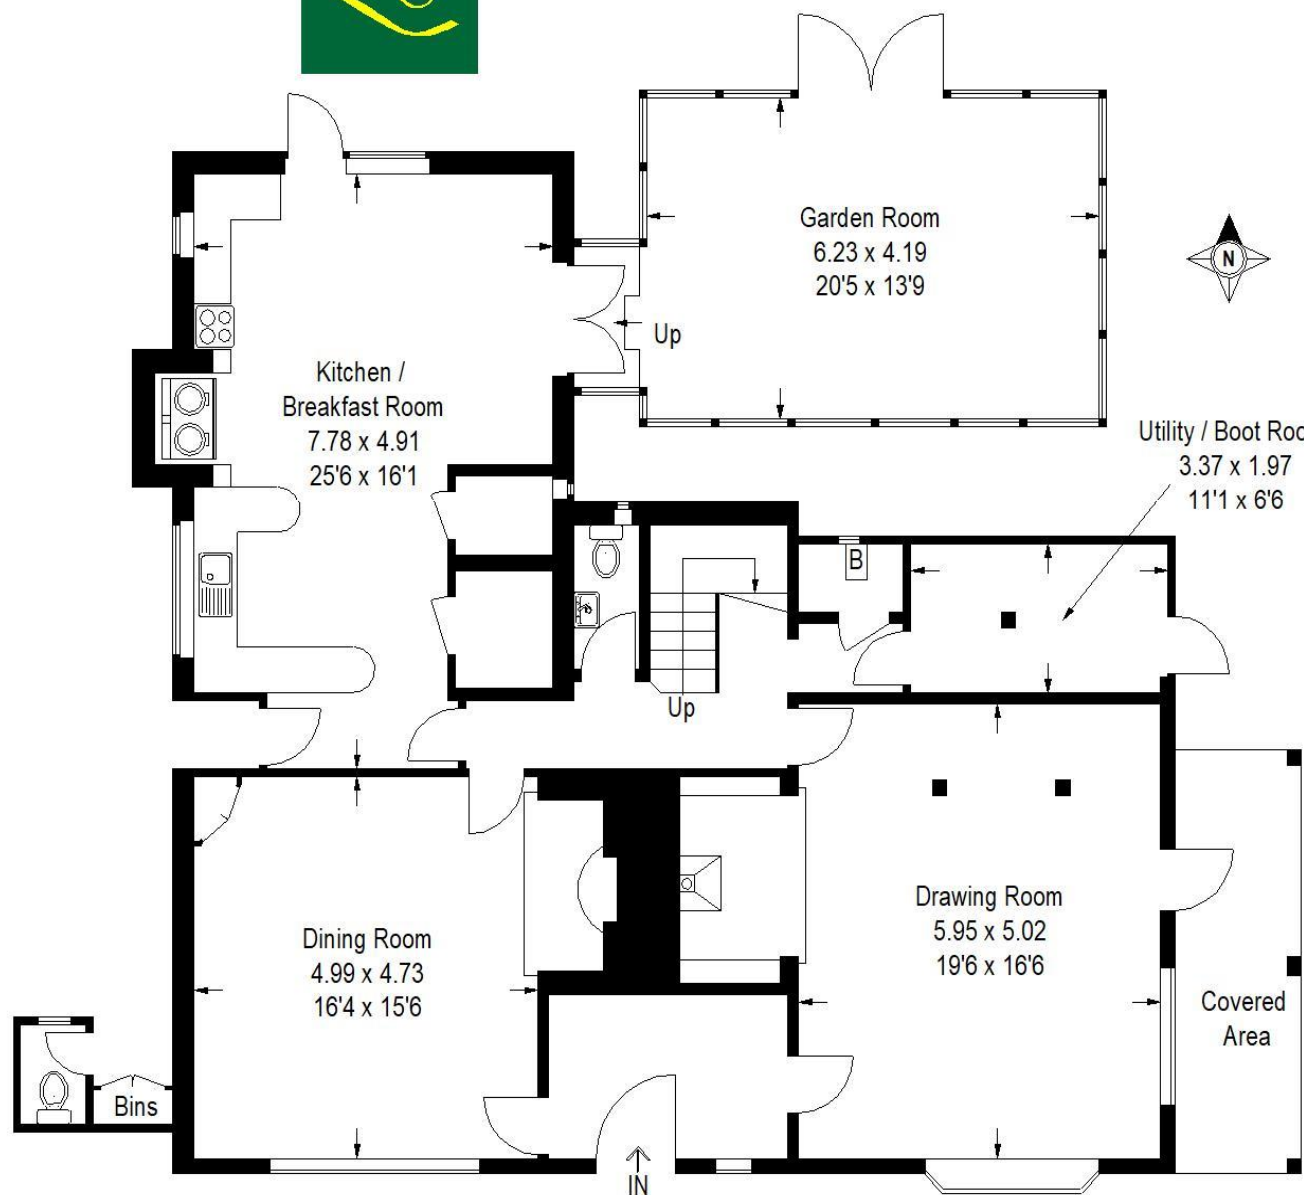 Garden Room
6.23 x 4.19
20'5 x 13'9
N
Up
Kitchen /
Breakfast Room
7.78 x 4.91
25'6 x 16'1
Utility / Boot Roo
3.37 x 1.97
11'1 x 6'6
B
Up
Drawing Room
5.95 x 5.02
19'6 x 16'6
Dining Room
4.99 x 4.73
16'4 x 15'6
Covered
Area
Bins
IN